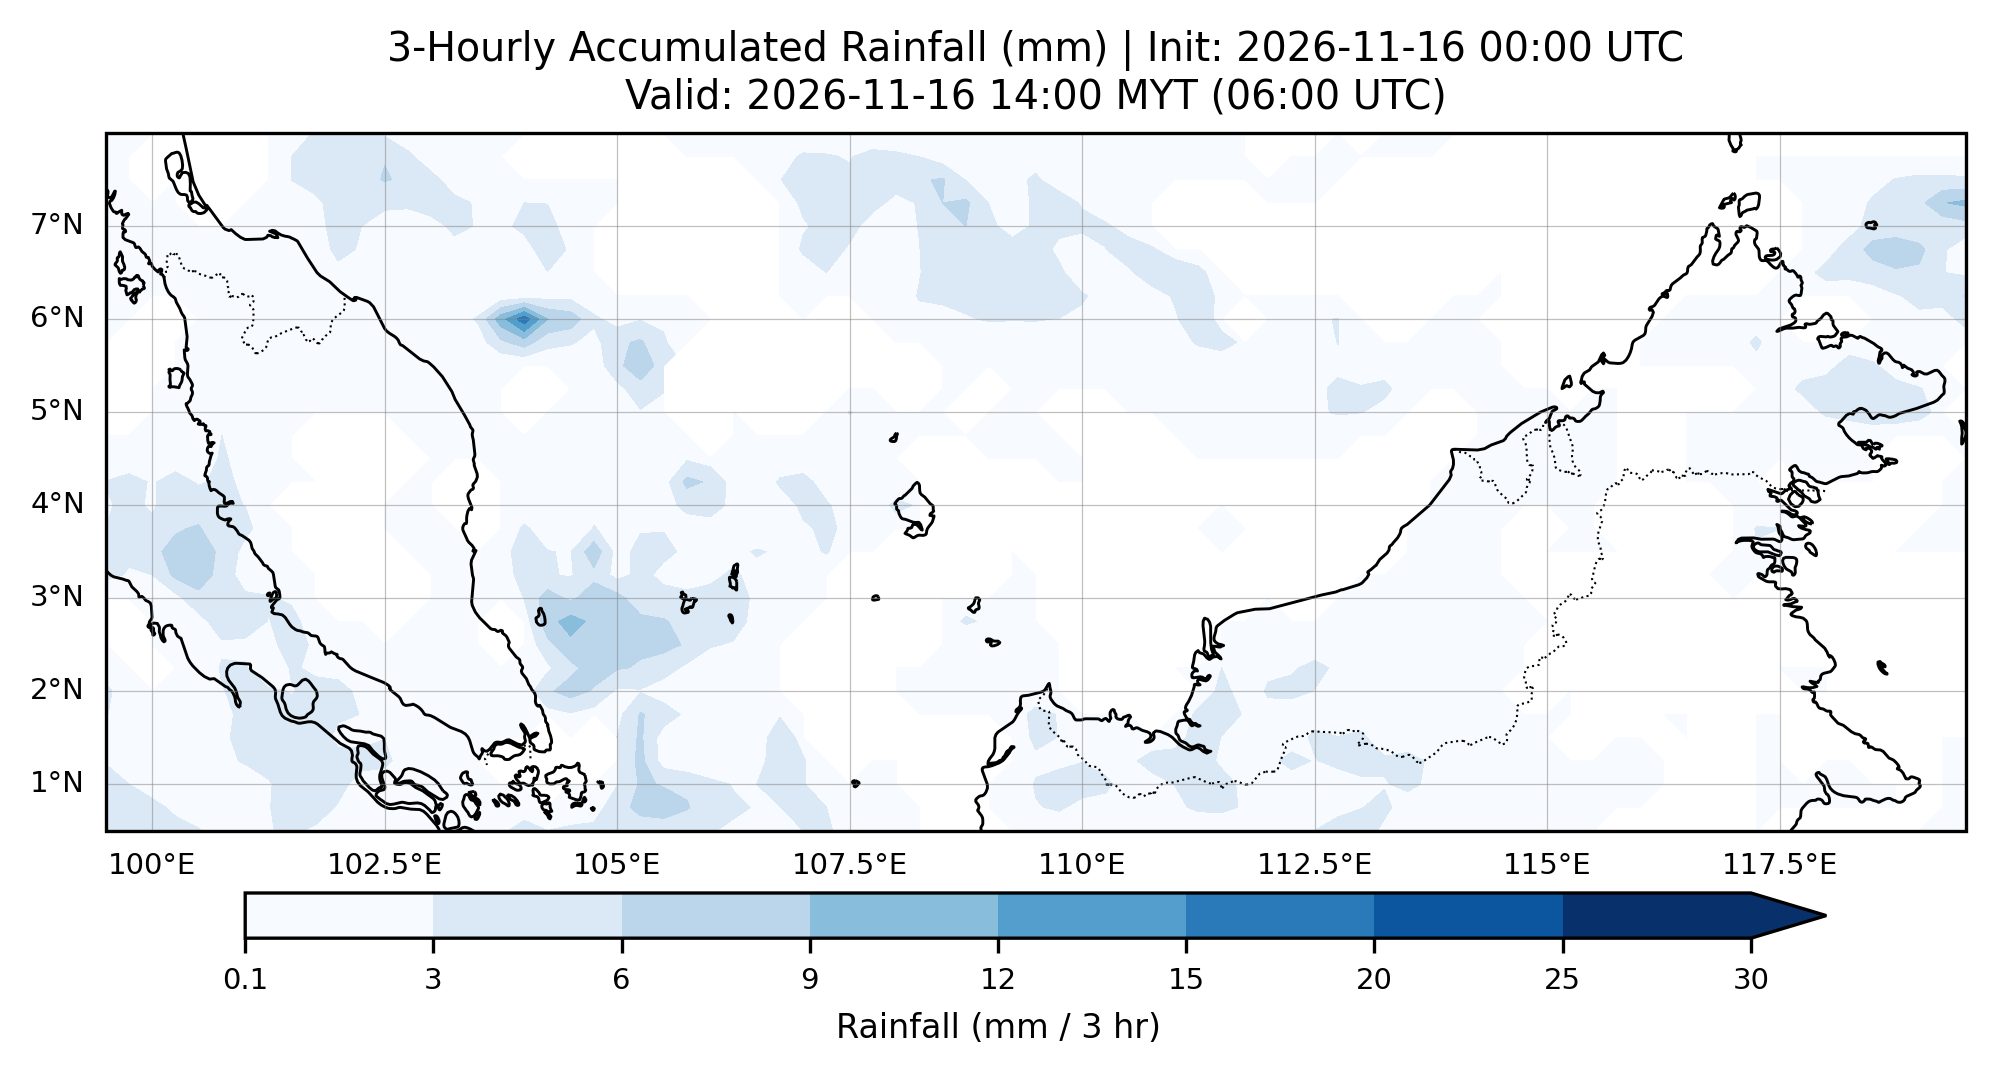 3-Hourly Accumulated Rainfall (mm) | Init: 2026-11-16 00:00 UTC
Valid: 2026-11-16 14:00 MYT (06:00 UTC)
7°N
6°N
5°N
4°N
3°N
2°N
1°N
100°E 102.5°E 105°E 107.5°E 110°E 112.5°E 115°E 117.5°E
0.1 3 6 9 12 15 20 25 30
Rainfall (mm / 3 hr)